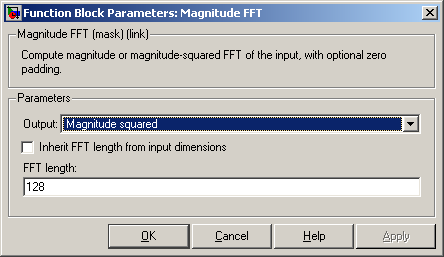 Function Block Parameters: Magnitude FFT
Magnitude FFT (mask) (link)
Compute magnitude or magnitude-squared FFT of the input, with optional zero
padding.
Parameters
Output: Magnitude squared
Inherit FFT length from input dimensions
FFT length:
128
OK Cancel Help Apply